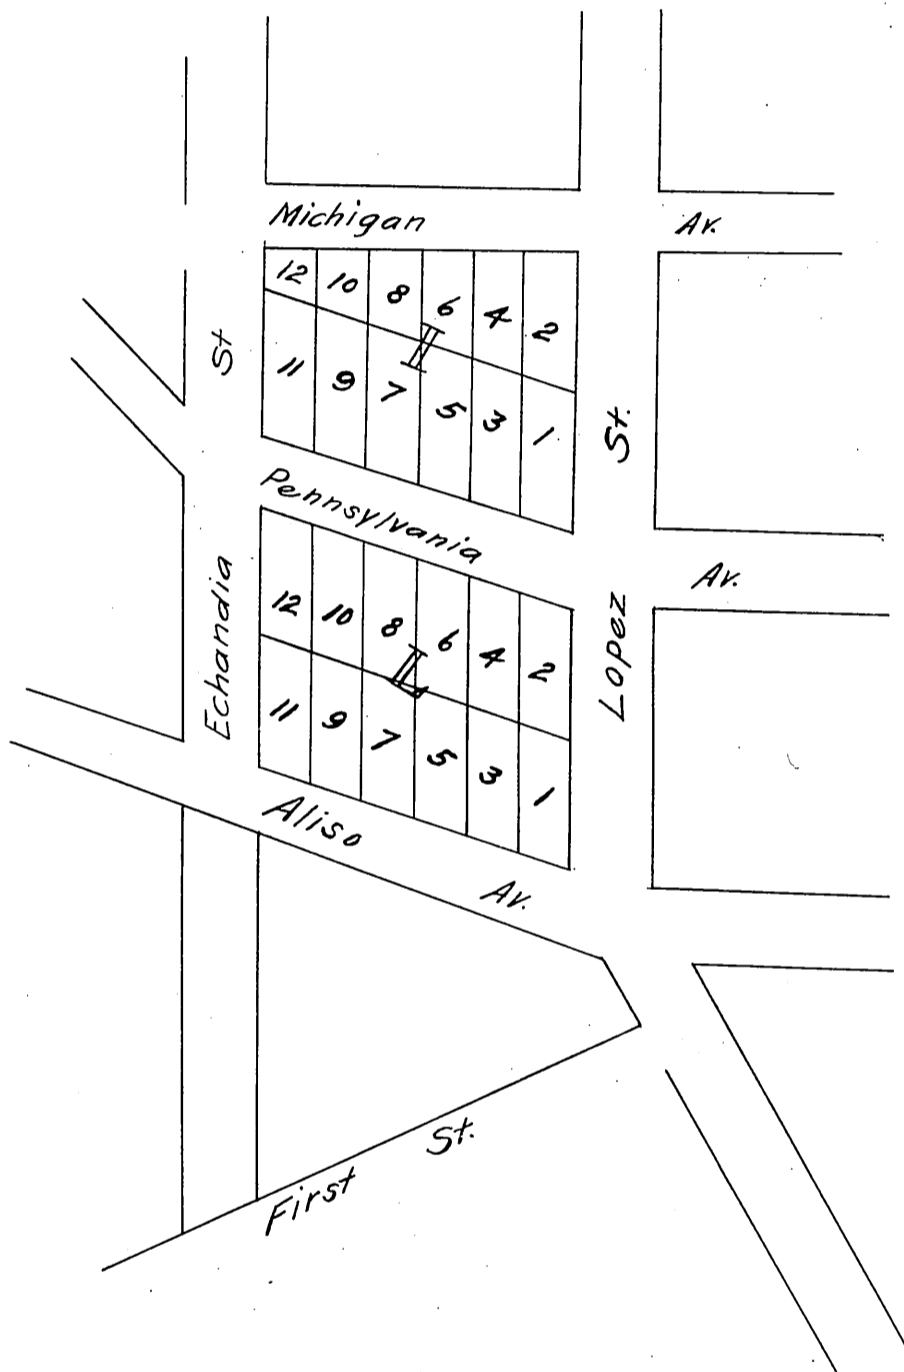 Michigan Av.
12 10 8 6 4 2
II
11 9 7 5 3 1
St
St.
Pennsylvania Av.
Echandia
Lopez
12 10 8 6 4 2
I
11 9 7 5 3 1
Aliso Av.
First St.